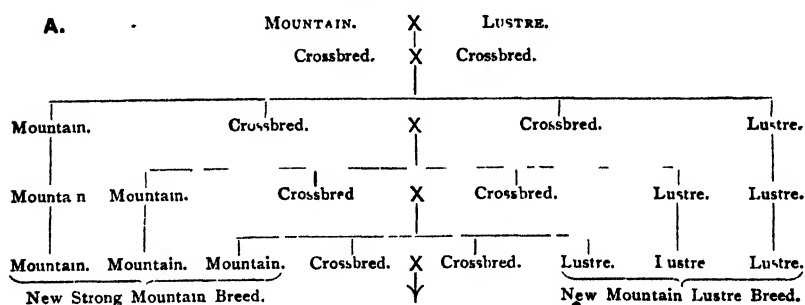 A. MOUNTAIN. X LUSTRE.
Crossbred. X Crossbred.
Mountain. Crossbred. X Crossbred. Lustre.
Mounta n Mountain. Crossbred X Crossbred. Lustre. Lustre.
Mountain. Mountain. Mountain. Crossbred. X Crossbred. Lustre. I ustre Lustre.
New Strong Mountain Breed. New Mountain Lustre Breed.